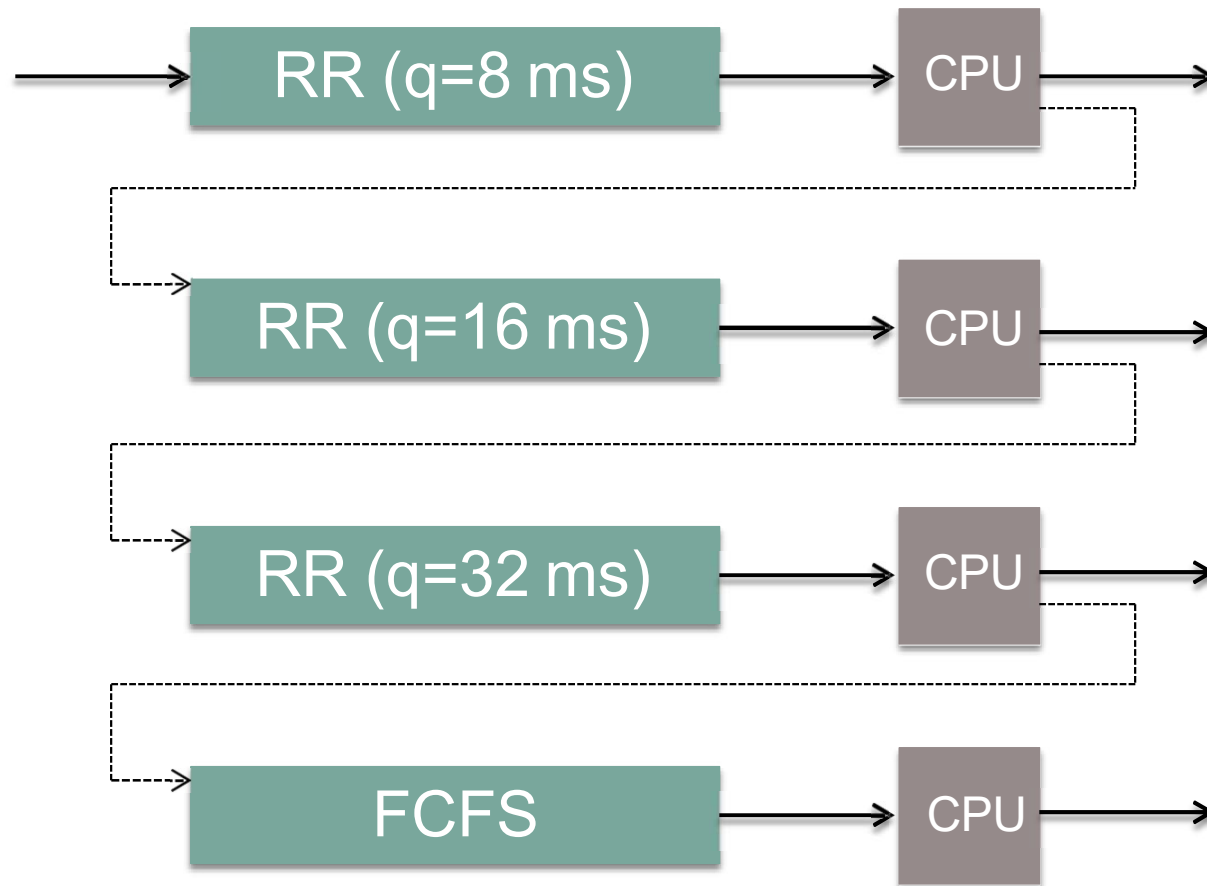 RR (q=8 ms)
CPU
RR (q=16 ms)
CPU
RR (q=32 ms)
CPU
FCFS
CPU